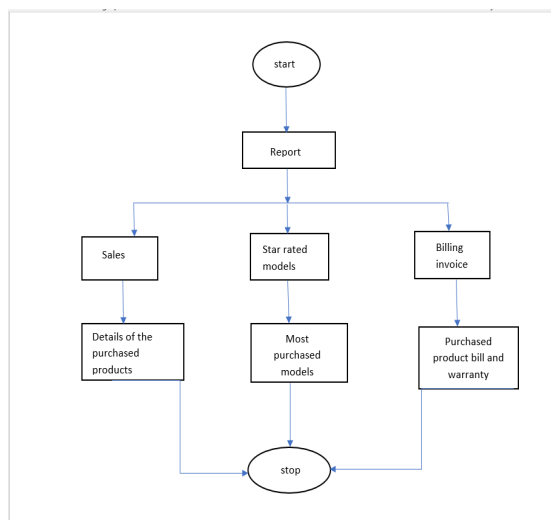 start
Report
Sales
Star rated
models
Billing
invoice
Details of the
purchased
products
Most
purchased
models
Purchased
product bill and
warranty
stop